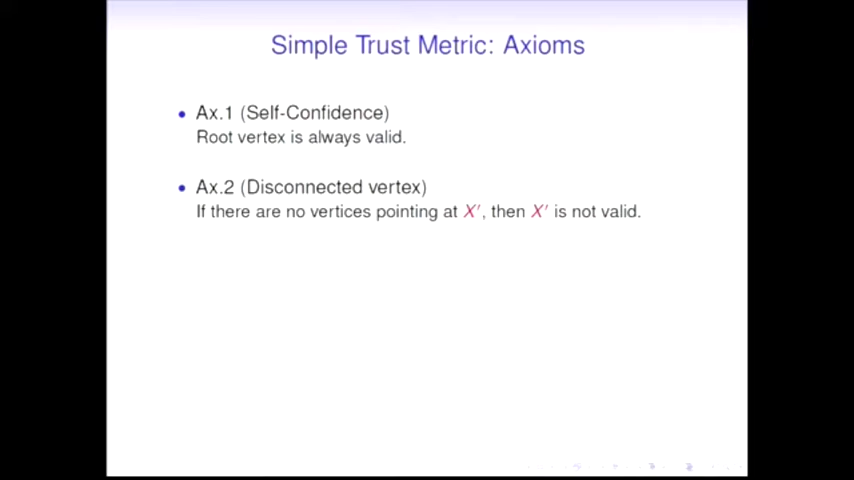 Simple Trust Metric: Axioms
• Ax.1 (Self-Confidence)
Root vertex is always valid.
• Ax.2 (Disconnected vertex)
If there are no vertices pointing at X′, then X′ is not valid.